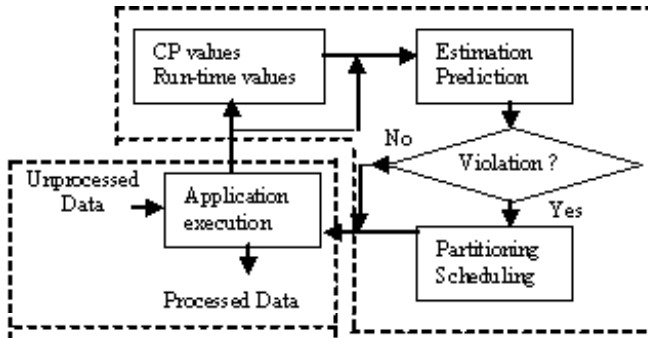 CP values
Run-time values
Estimation
Prediction
No
Violation ?
Unprocessed
Data
Application
execution
Yes
Partitioning
Scheduling
Processed Data